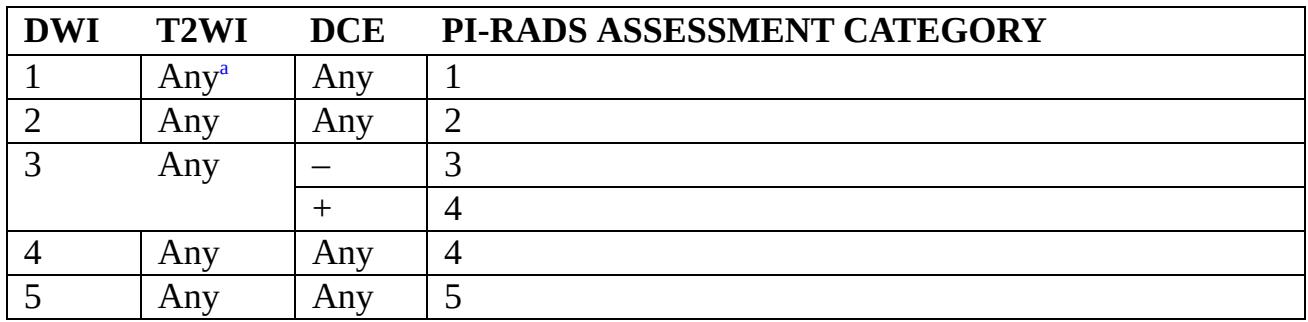 DWI T2WI DCE PI-RADS ASSESSMENT CATEGORY
1 Anyᵃ Any 1
2 Any Any 2
3 Any – 3
+ 4
4 Any Any 4
5 Any Any 5